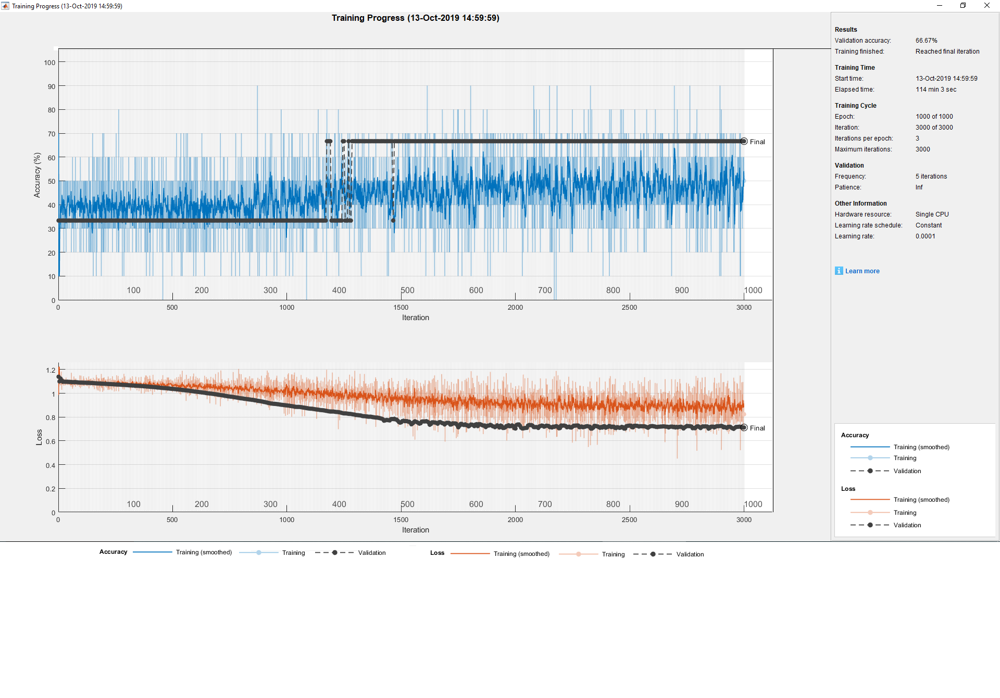 Training Progress (13-Oct-2019 14:59:59)
Training Progress (13-Oct-2019 14:59:59)
100
90
80
70
60
50
40
30
20
10
0
Accuracy (%)
Final
100 200 300 400 500 600 700 800 900 1000
0 500 1000 1500 2000 2500 3000
Iteration
1.2
1
0.8
0.6
0.4
0.2
0
Loss
Final
100 200 300 400 500 600 700 800 900 1000
0 500 1000 1500 2000 2500 3000
Iteration
Results
Validation accuracy: 66.67%
Training finished: Reached final iteration
Training Time
Start time: 13-Oct-2019 14:59:59
Elapsed time: 114 min 3 sec
Training Cycle
Epoch: 1000 of 1000
Iteration: 3000 of 3000
Iterations per epoch: 3
Maximum iterations: 3000
Validation
Frequency: 5 iterations
Patience: Inf
Other Information
Hardware resource: Single CPU
Learning rate schedule: Constant
Learning rate: 0.0001
i Learn more
Accuracy
Training (smoothed)
Training
Validation
Loss
Training (smoothed)
Training
Validation
Accuracy Training (smoothed) Training Validation Loss Training (smoothed) Training Validation